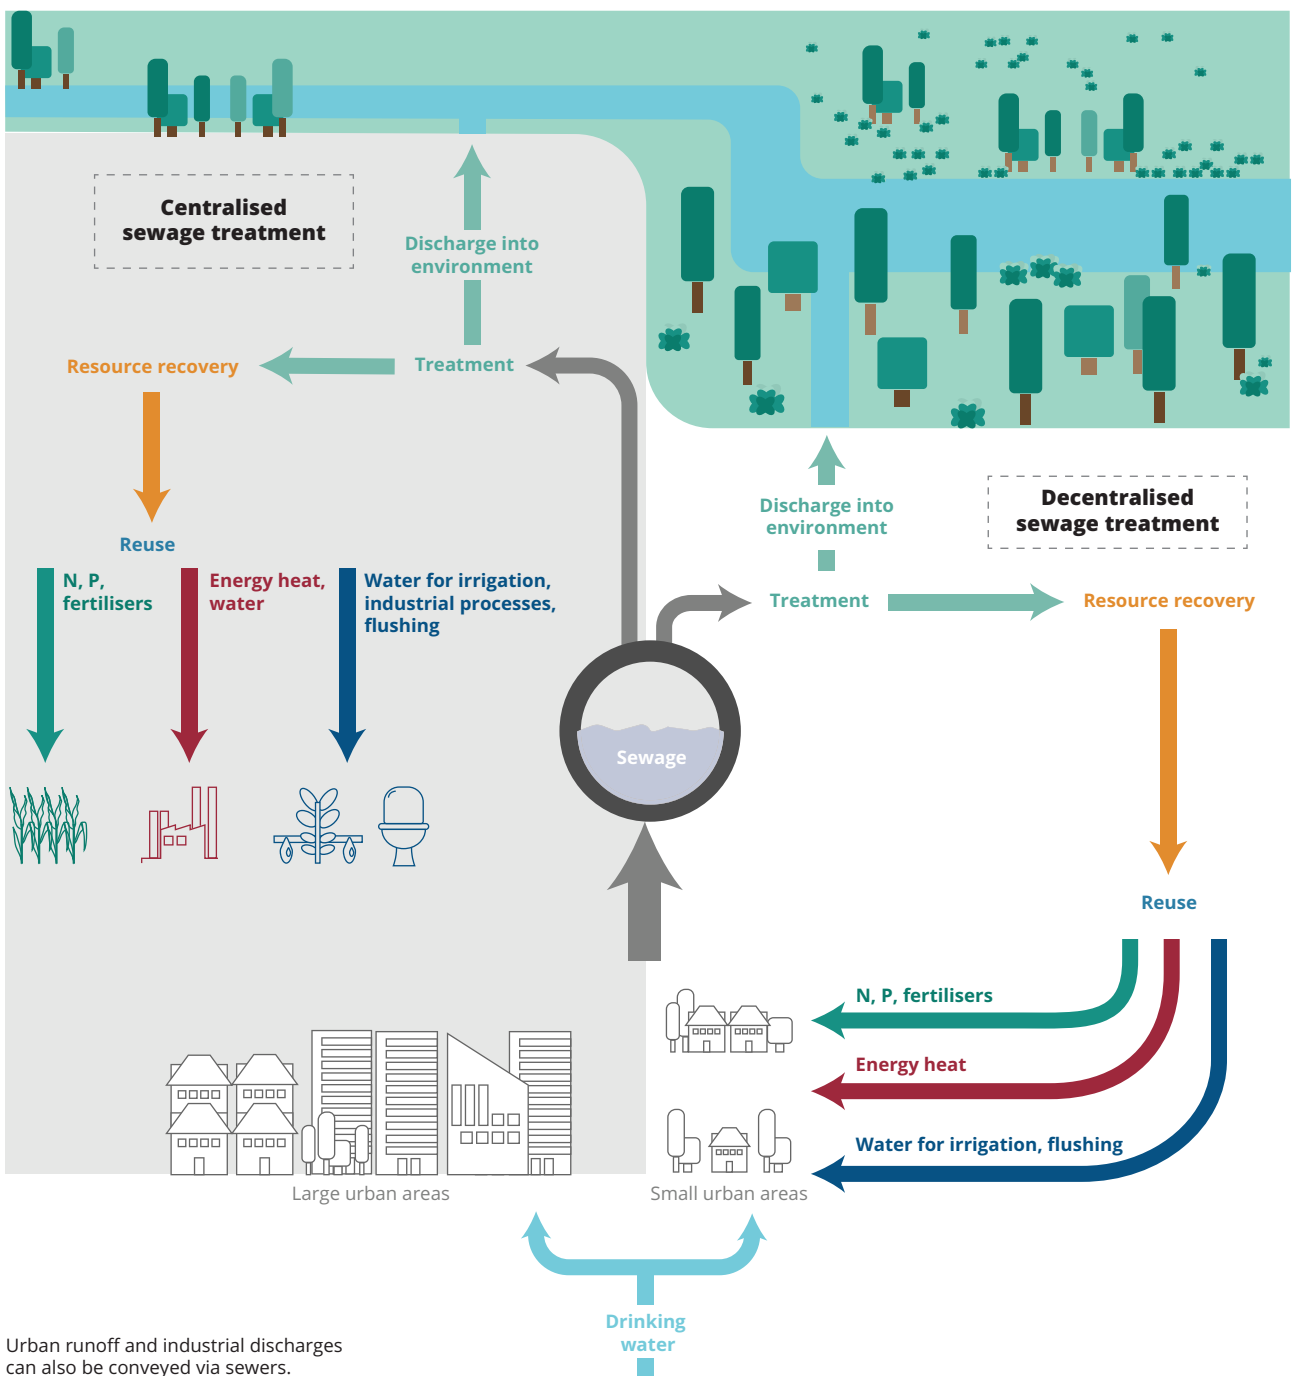 Centralised
sewage treatment
Discharge into
environment
Resource recovery
Treatment
Reuse
N, P,
fertilisers
Energy heat,
water
Water for irrigation,
industrial processes,
flushing
Discharge into
environment
Decentralised
sewage treatment
Treatment
Resource recovery
Sewage
Reuse
N, P, fertilisers
Energy heat
Water for irrigation, flushing
Large urban areas
Small urban areas
Drinking
water
Urban runoff and industrial discharges
can also be conveyed via sewers.